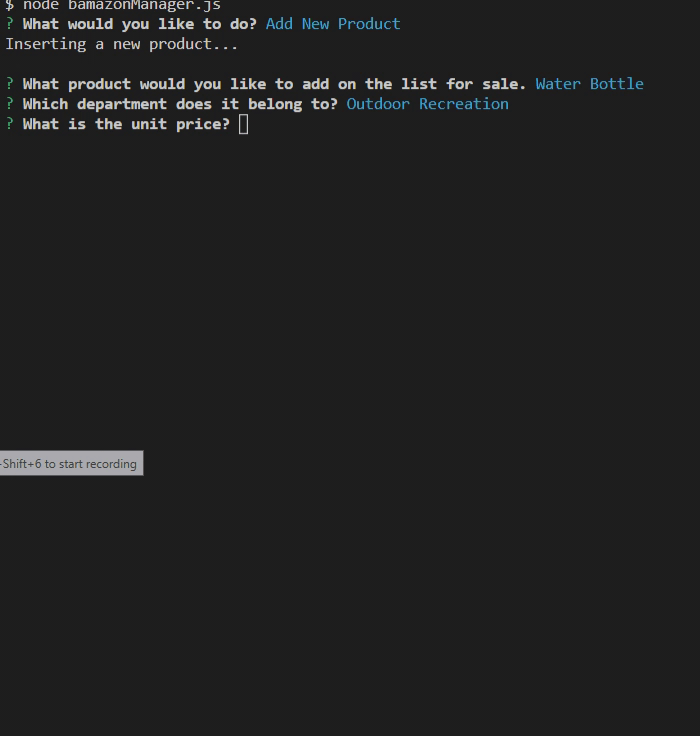 $ node bamazonManager.js
? What would you like to do? Add New Product
Inserting a new product...
? What product would you like to add on the list for sale. Water Bottle
? Which department does it belong to? Outdoor Recreation
? What is the unit price?
-Shift+6 to start recording